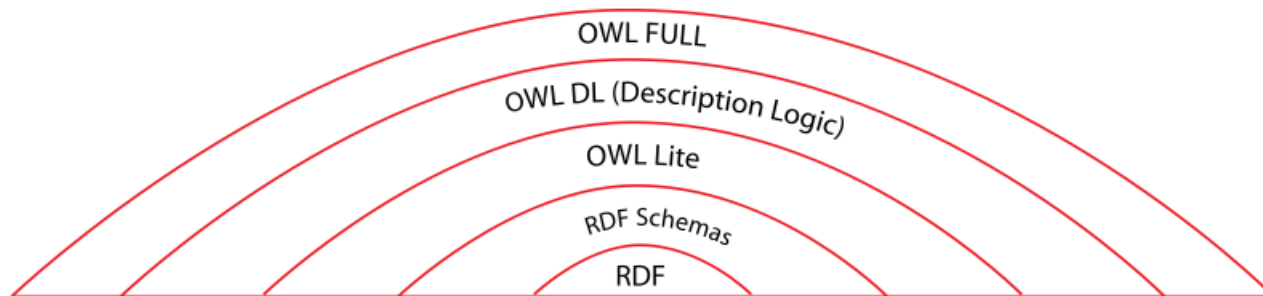 OWL FULL
OWL DL (Description Logic)
OWL Lite
RDF Schemas
RDF